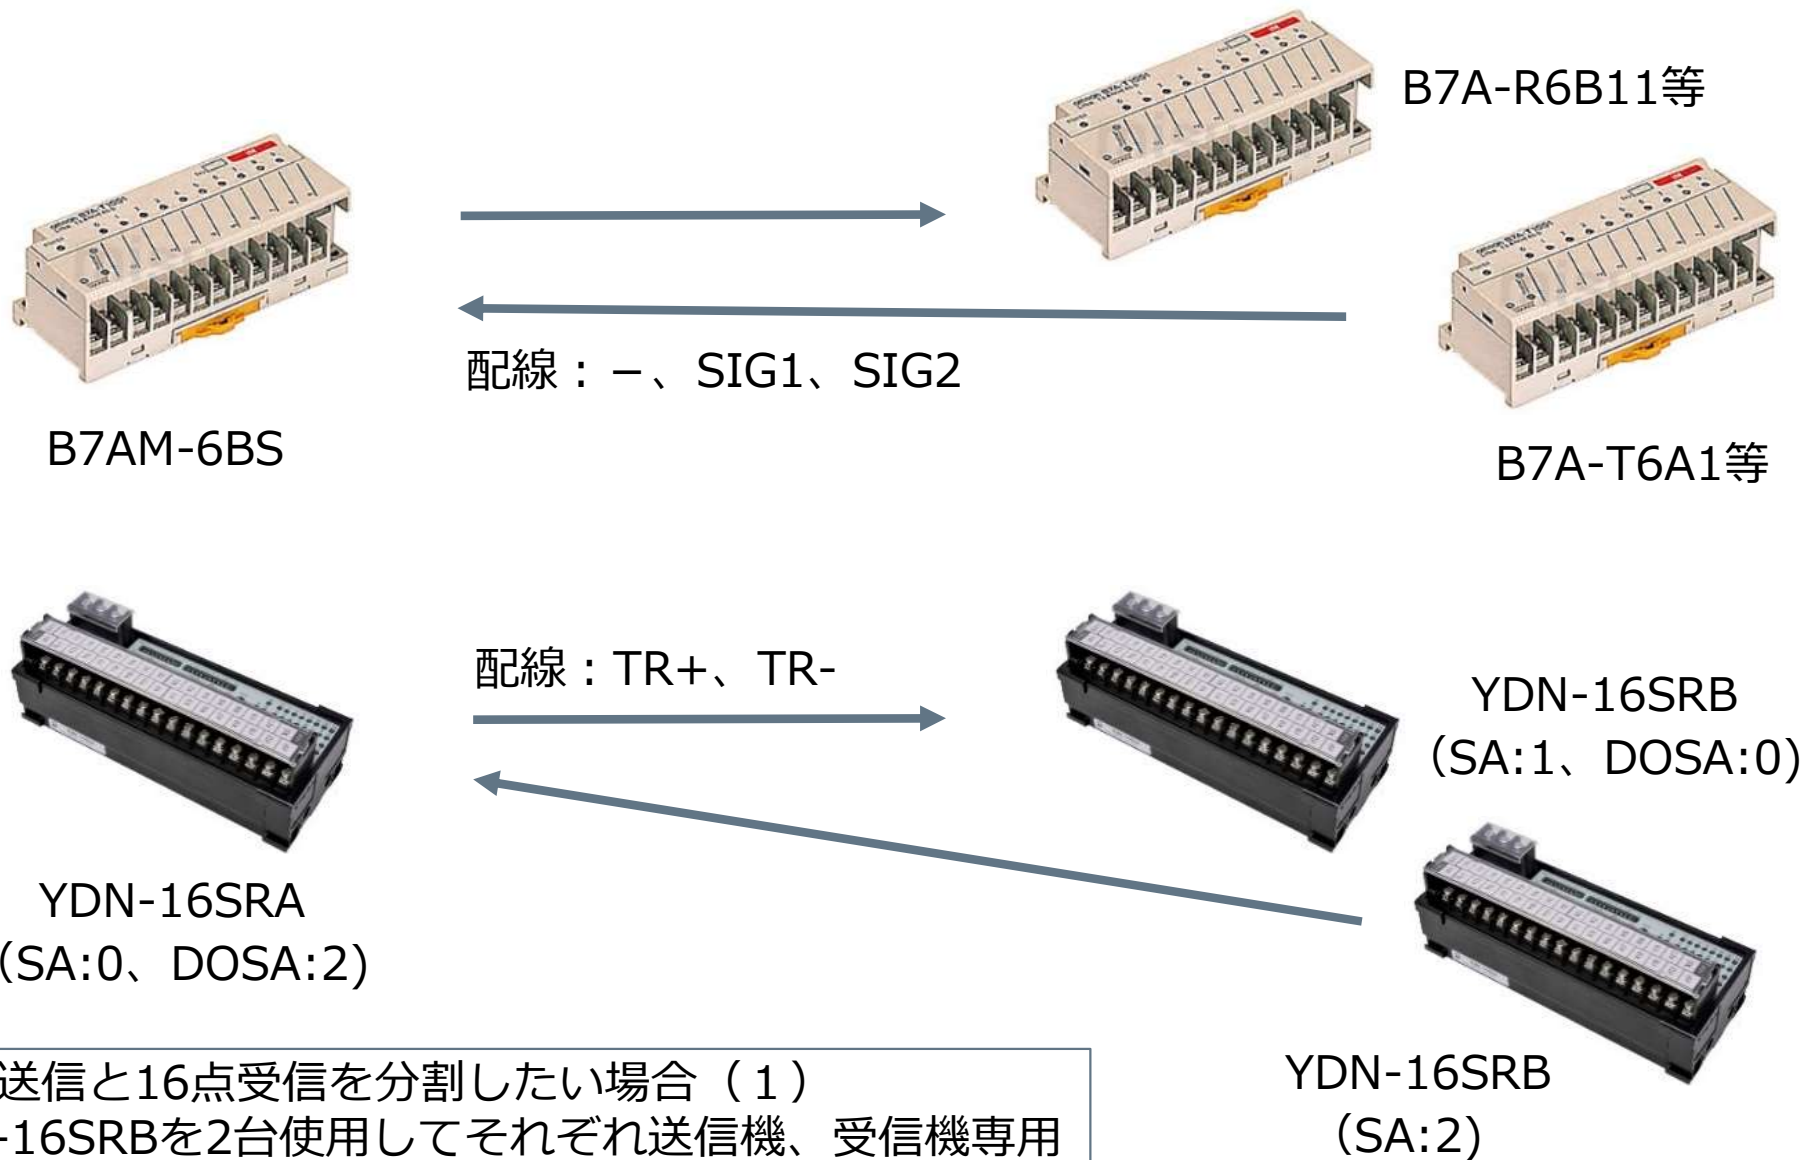 B7A-R6B11等
配線：－、SIG1、SIG2
B7AM-6BS
B7A-T6A1等
配線：TR+、TR-
YDN-16SRB
（SA:1、DOSA:0)
YDN-16SRA
（SA:0、DOSA:2)
YDN-16SRB
（SA:2)
送信と16点受信を分割したい場合（１）
-16SRBを2台使用してそれぞれ送信機、受信機専用